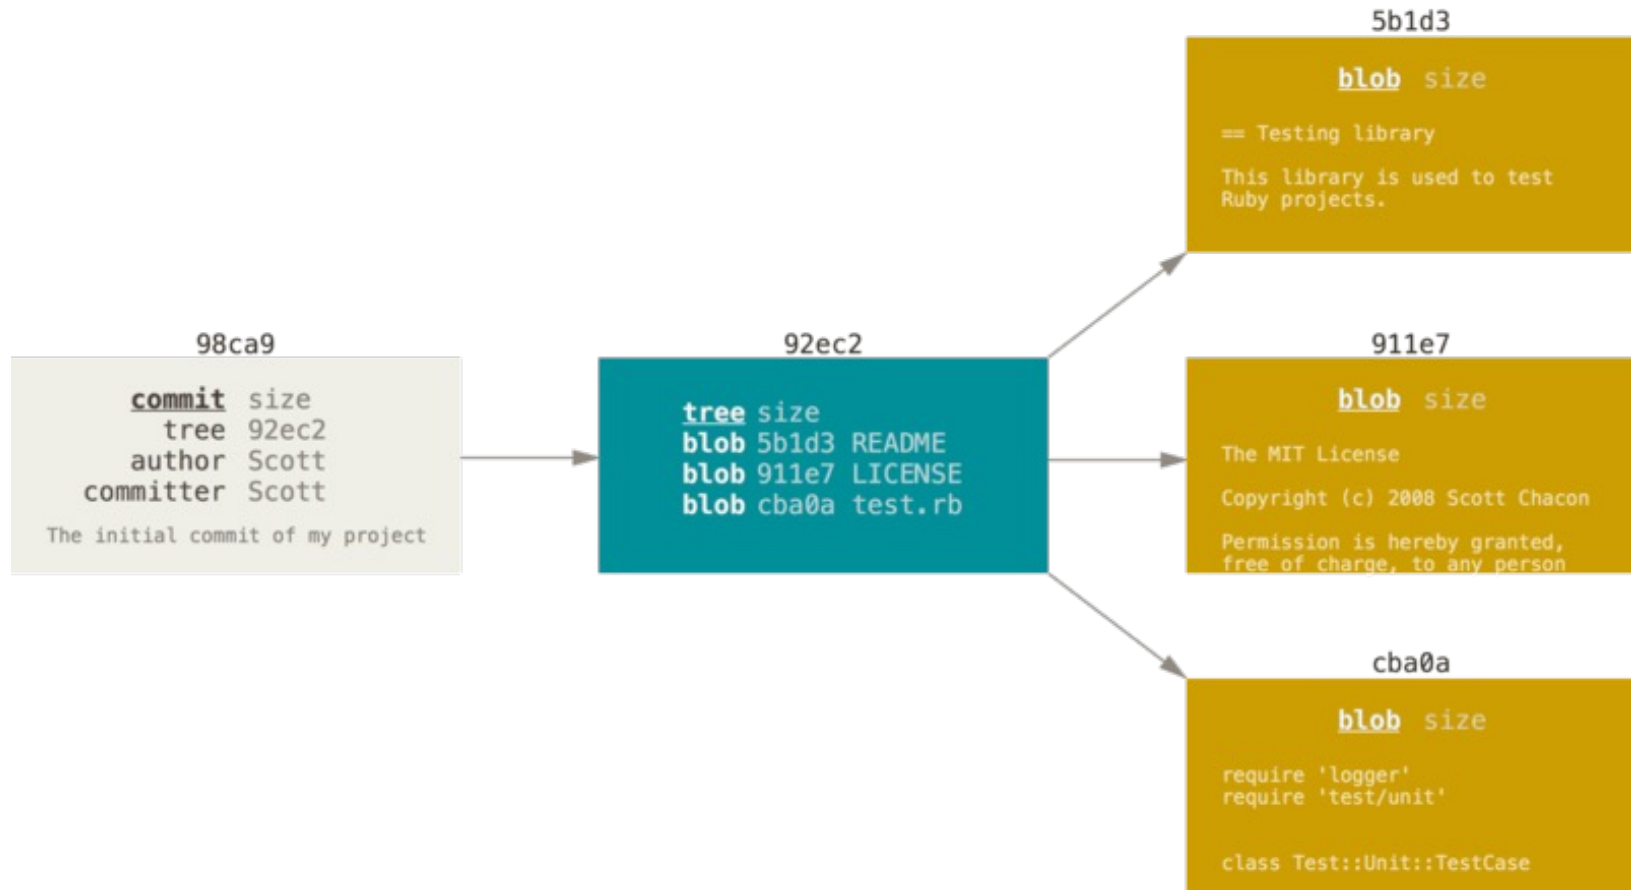 98ca9
commit size
tree 92ec2
author Scott
committer Scott
The initial commit of my project
92ec2
tree size
blob 5b1d3 README
blob 911e7 LICENSE
blob cba0a test.rb
5b1d3
blob size
== Testing library
This library is used to test
Ruby projects.
911e7
blob size
The MIT License
Copyright (c) 2008 Scott Chacon
Permission is hereby granted,
free of charge, to any person
cba0a
blob size
require 'logger'
require 'test/unit'
class Test::Unit::TestCase